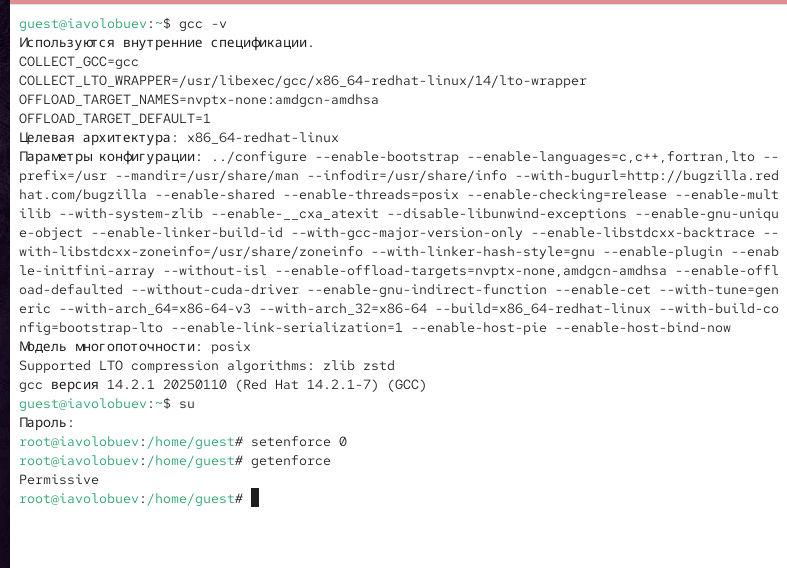 guest@iavolobuev:~$ gcc -v
Используются внутренние спецификации.
COLLECT_GCC=gcc
COLLECT_LTO_WRAPPER=/usr/libexec/gcc/x86_64-redhat-linux/14/lto-wrapper
OFFLOAD_TARGET_NAMES=nvptx-none:amdgcn-amdhsa
OFFLOAD_TARGET_DEFAULT=1
Целевая архитектура: x86_64-redhat-linux
Параметры конфигурации: ../configure --enable-bootstrap --enable-languages=c,c++,fortran,lto --
prefix=/usr --mandir=/usr/share/man --infodir=/usr/share/info --with-bugurl=http://bugzilla.red
hat.com/bugzilla --enable-shared --enable-threads=posix --enable-checking=release --enable-mult
ilib --with-system-zlib --enable-__cxa_atexit --disable-libunwind-exceptions --enable-gnu-uniqu
e-object --enable-linker-build-id --with-gcc-major-version-only --enable-libstdcxx-backtrace --
with-libstdcxx-zoneinfo=/usr/share/zoneinfo --with-linker-hash-style=gnu --enable-plugin --enab
le-initfini-array --without-isl --enable-offload-targets=nvptx-none,amdgcn-amdhsa --enable-offl
oad-defaulted --without-cuda-driver --enable-gnu-indirect-function --enable-cet --with-tune=gen
eric --with-arch_64=x86-64-v3 --with-arch_32=x86-64 --build=x86_64-redhat-linux --with-build-co
nfig=bootstrap-lto --enable-link-serialization=1 --enable-host-pie --enable-host-bind-now
Модель многопоточности: posix
Supported LTO compression algorithms: zlib zstd
gcc версия 14.2.1 20250110 (Red Hat 14.2.1-7) (GCC)
guest@iavolobuev:~$ su
Пароль:
root@iavolobuev:/home/guest# setenforce 0
root@iavolobuev:/home/guest# getenforce
Permissive
root@iavolobuev:/home/guest#